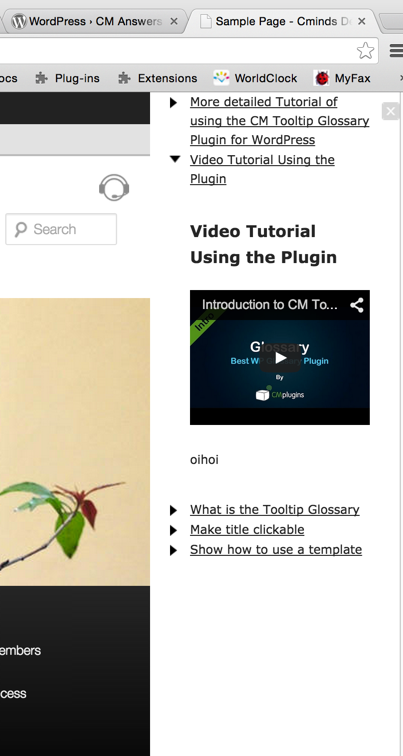 WordPress › CM Answers
Sample Page - Cminds De
ocs
Plug-ins
Extensions
WorldClock
MyFax
More detailed Tutorial of
using the CM Tooltip Glossary
Plugin for WordPress
Video Tutorial Using the
Plugin
Search
Video Tutorial
Using the Plugin
Introduction to CM To...
Intro
Glossary
Best W Plugin
By
CMplugins
oihoi
What is the Tooltip Glossary
Make title clickable
Show how to use a template
embers
cess